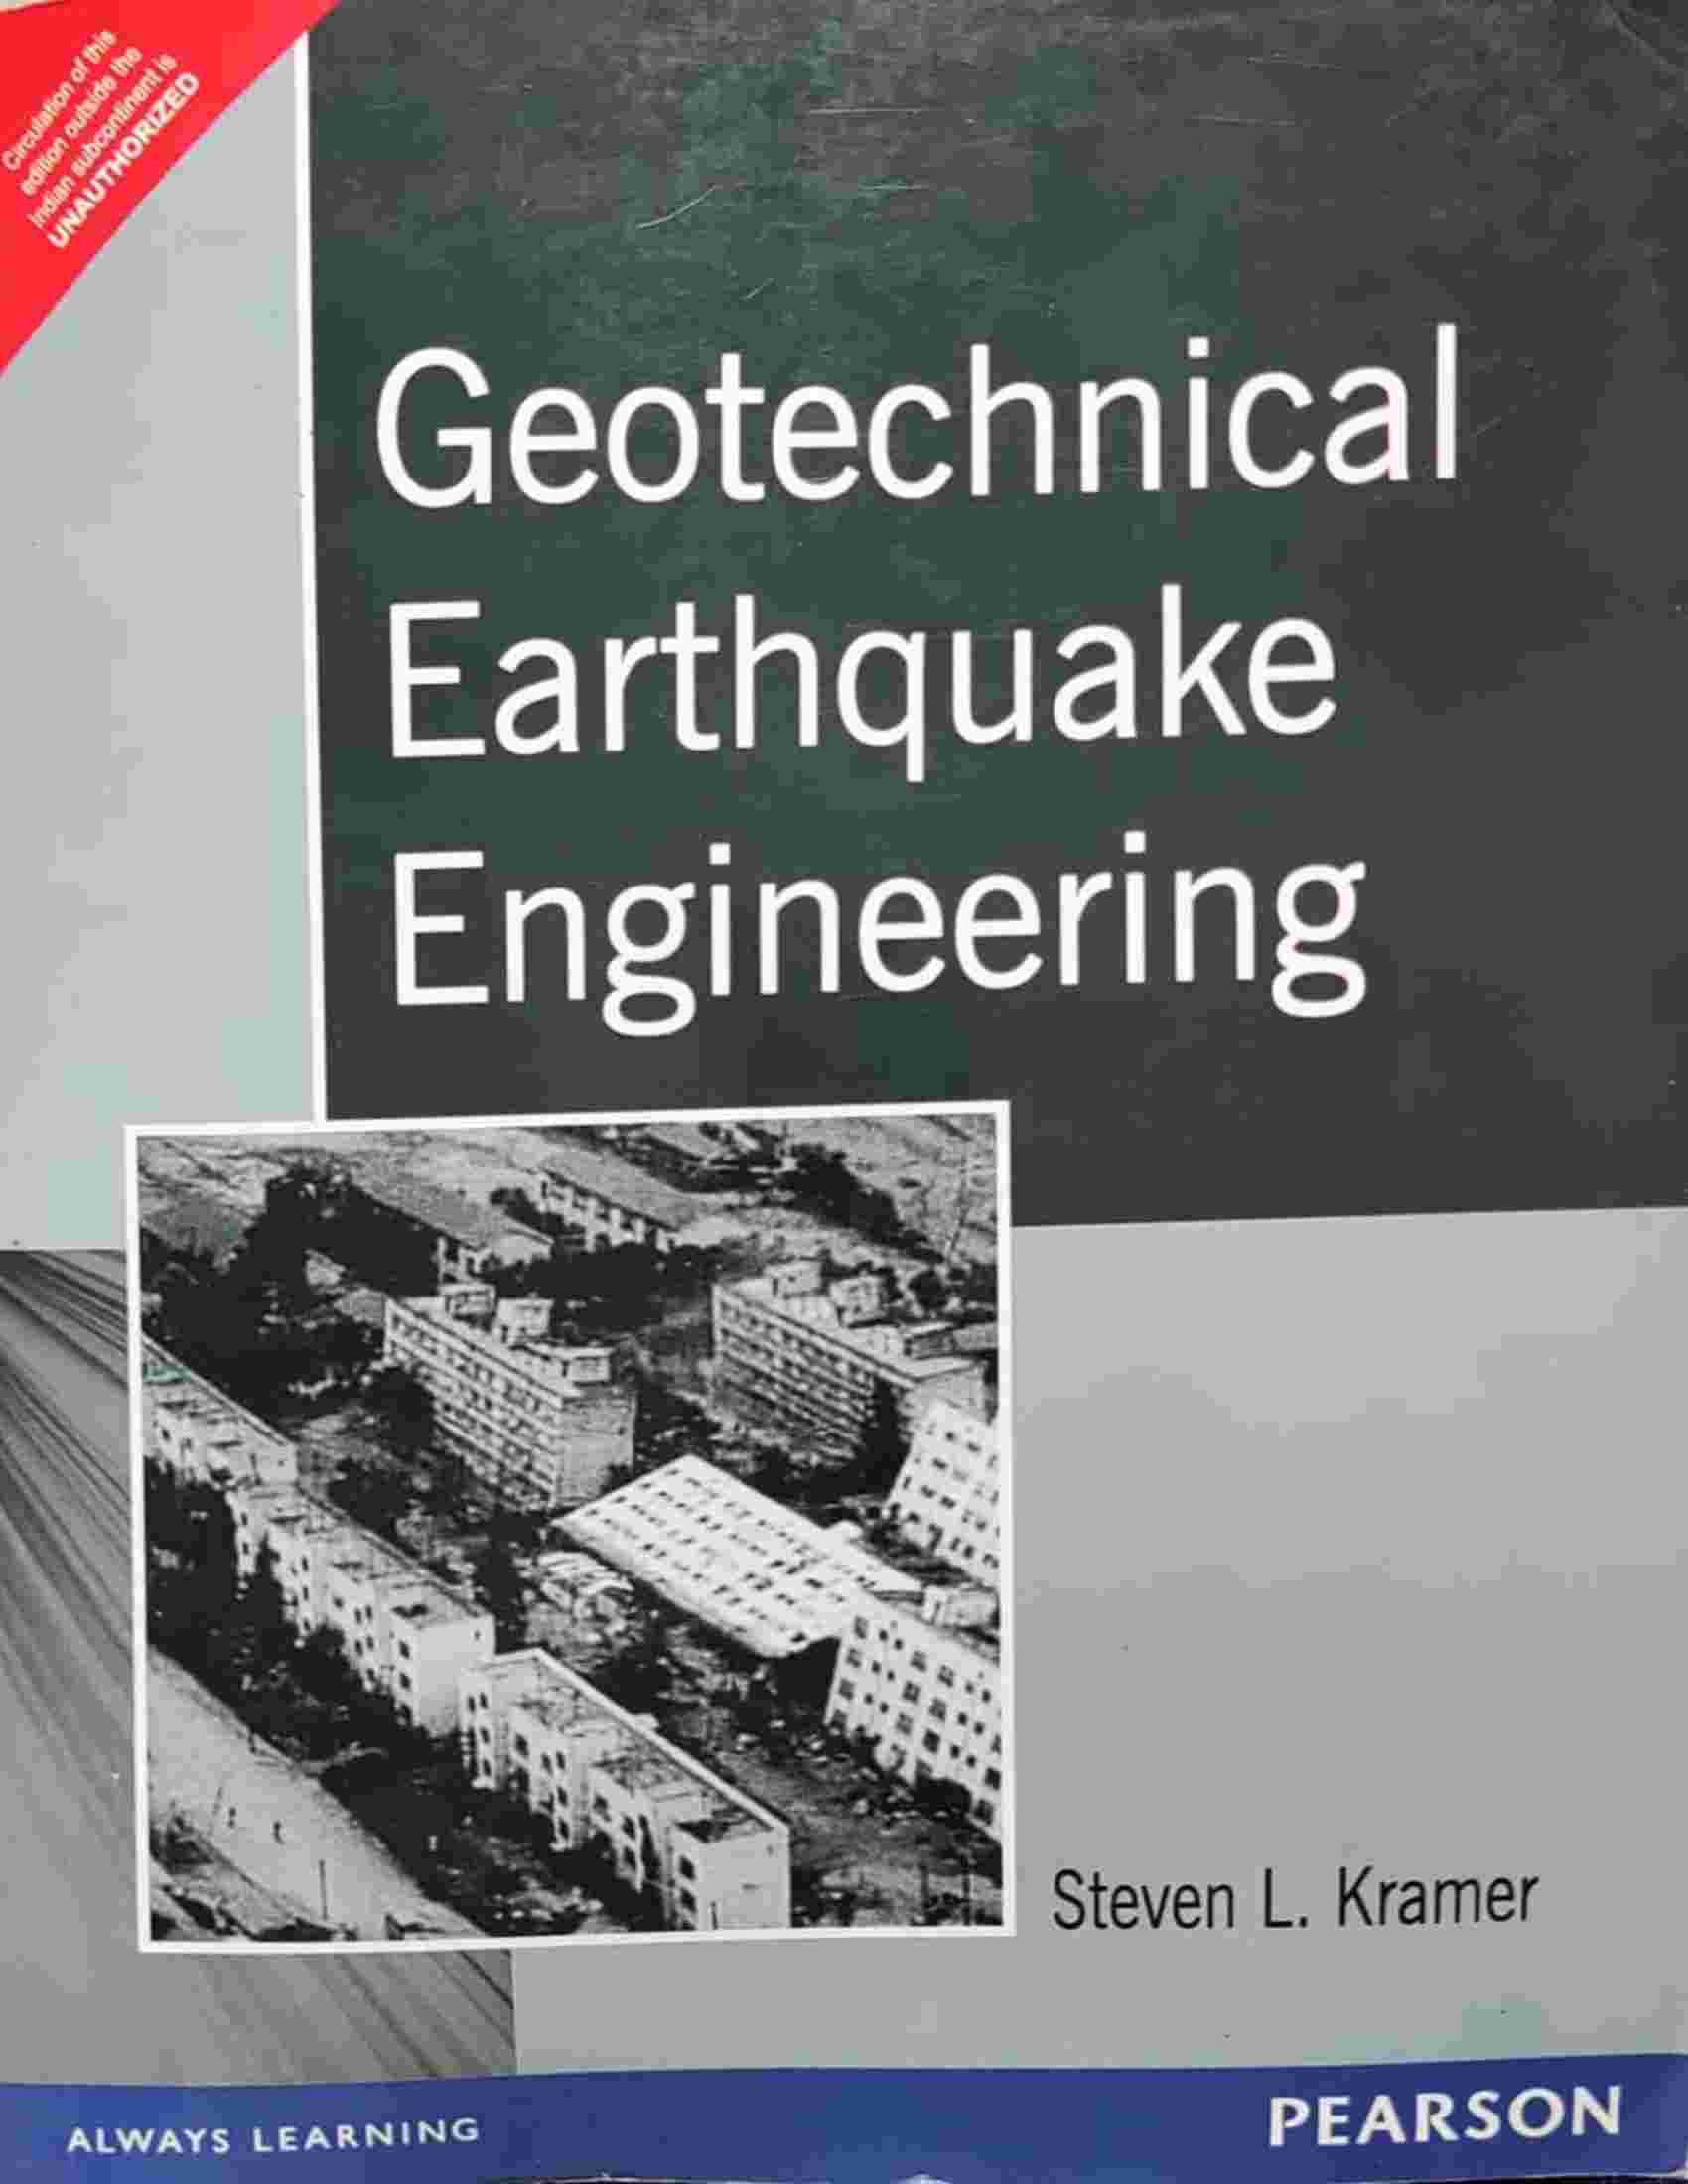 Circulation of this
edition outside the
Indian subcontinent is
UNAUTHORIZED
Geotechnical
Earthquake
Engineering
Steven L. Kramer
ALWAYS LEARNING
PEARSON